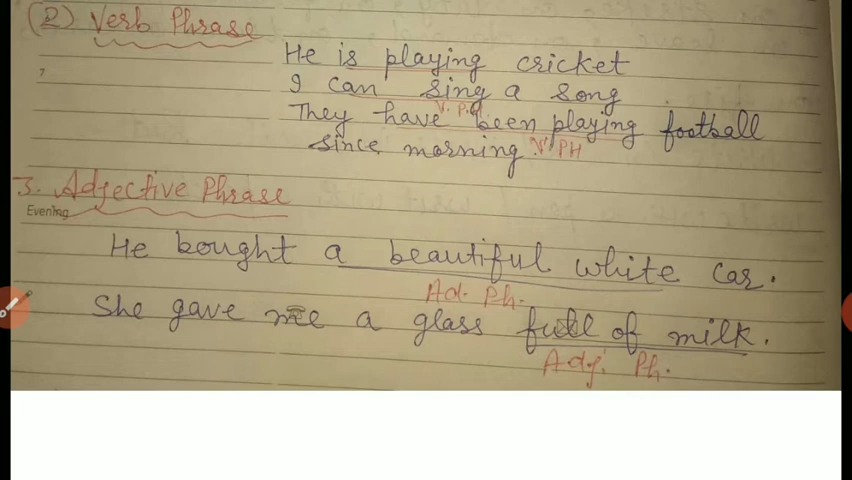 (2) Verb Phrase
He is playing cricket
I can sing a song
V. P.H
They have been playing football
since morning V. PH
3. Adjective Phrase
Evening
He bought a beautiful white car.
Ad. Ph.
She gave me a glass full of milk.
Adj. Ph.